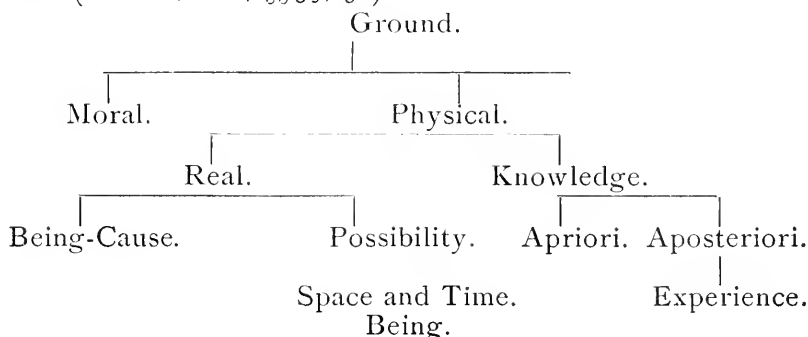 Ground.
Moral. Physical.
Real. Knowledge.
Being-Cause. Possibility. Apriori. Aposteriori.
Space and Time. Experience.
Being.